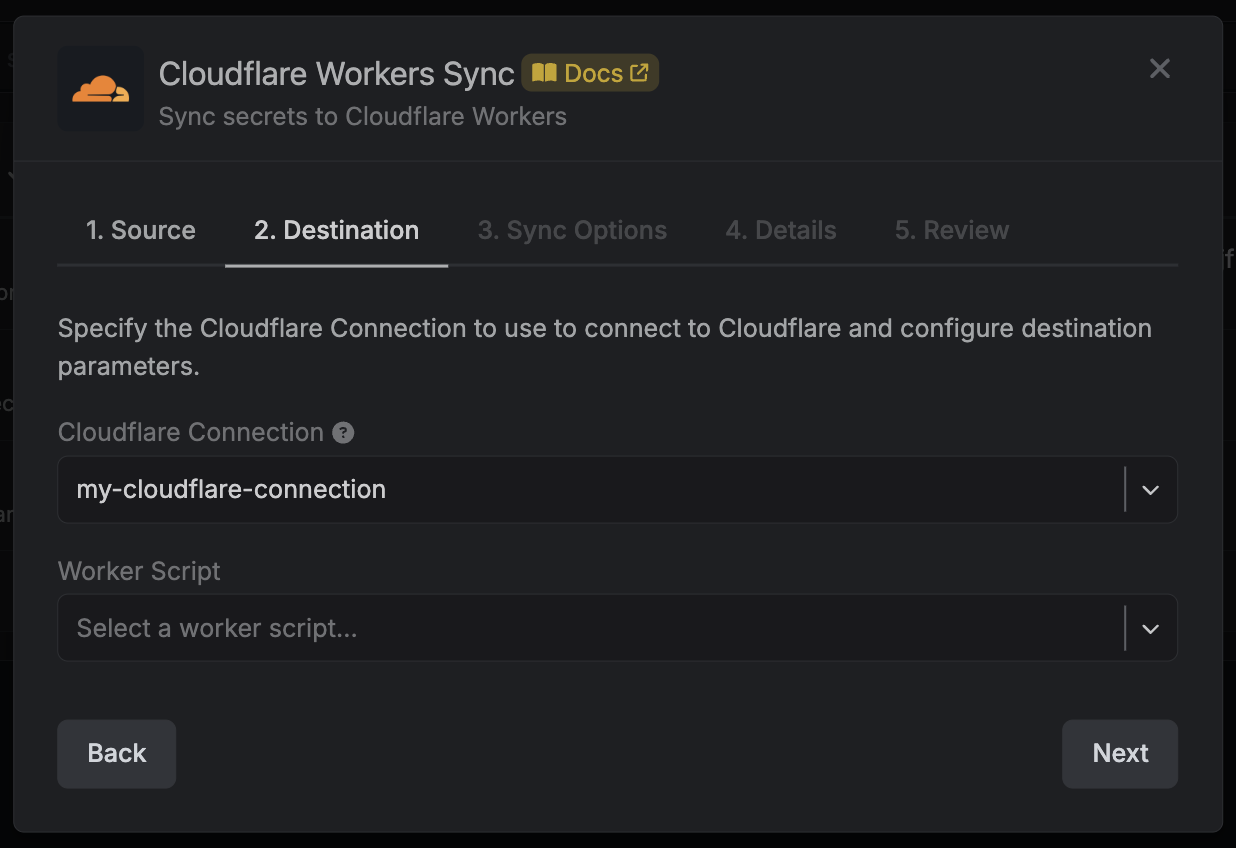 Cloudflare Workers Sync Docs
Sync secrets to Cloudflare Workers
1. Source 2. Destination 3. Sync Options 4. Details 5. Review
Specify the Cloudflare Connection to use to connect to Cloudflare and configure destination
parameters.
Cloudflare Connection ?
my-cloudflare-connection
Worker Script
Select a worker script...
Back Next